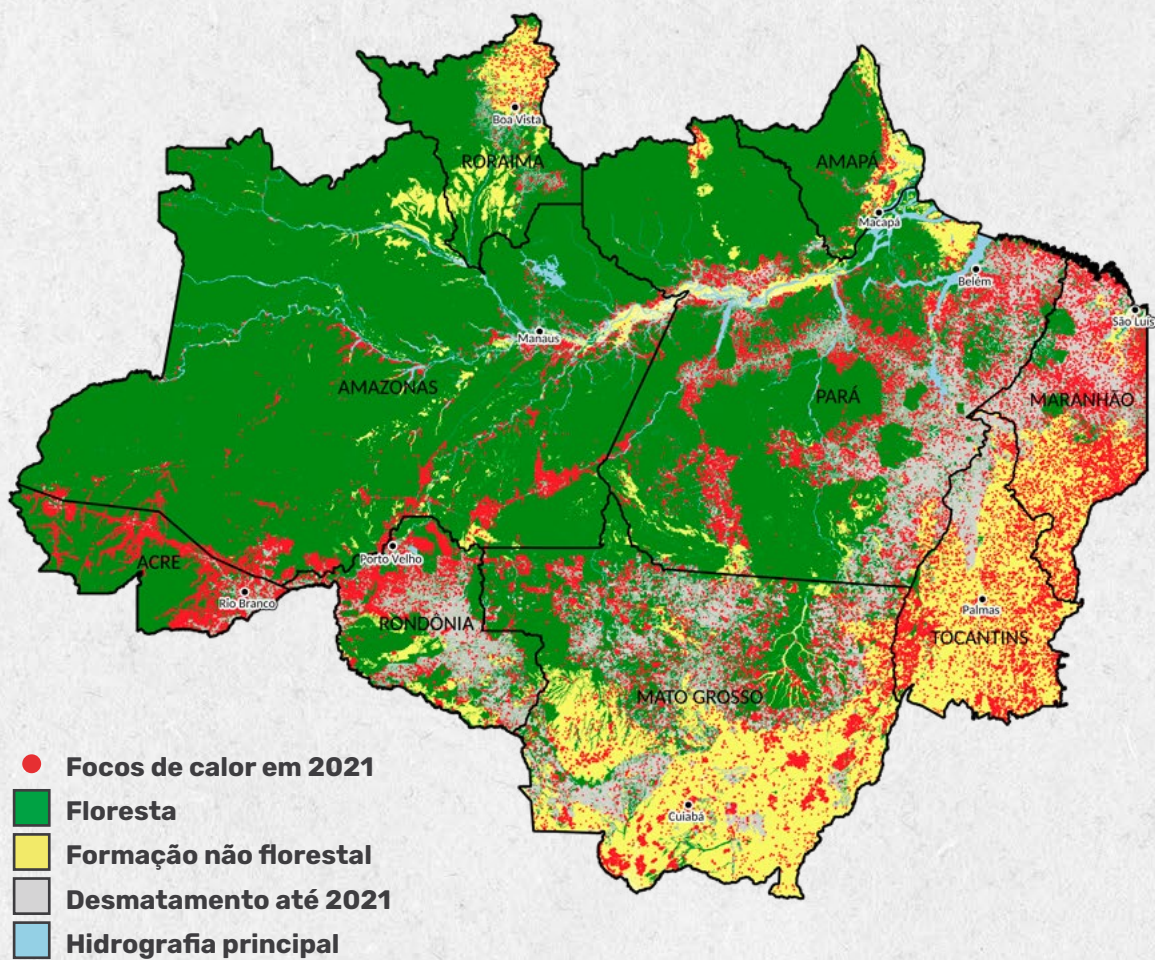 Boa Vista
RORAIMA
AMAPÁ
Macapá
Belém
São Luís
Manaus
AMAZONAS
PARÁ
MARANHÃO
Porto Velho
ACRE
Rio Branco
RONDÔNIA
Palmas
TOCANTINS
MATO GROSSO
Cuiabá
Focos de calor em 2021
Floresta
Formação não florestal
Desmatamento até 2021
Hidrografia principal